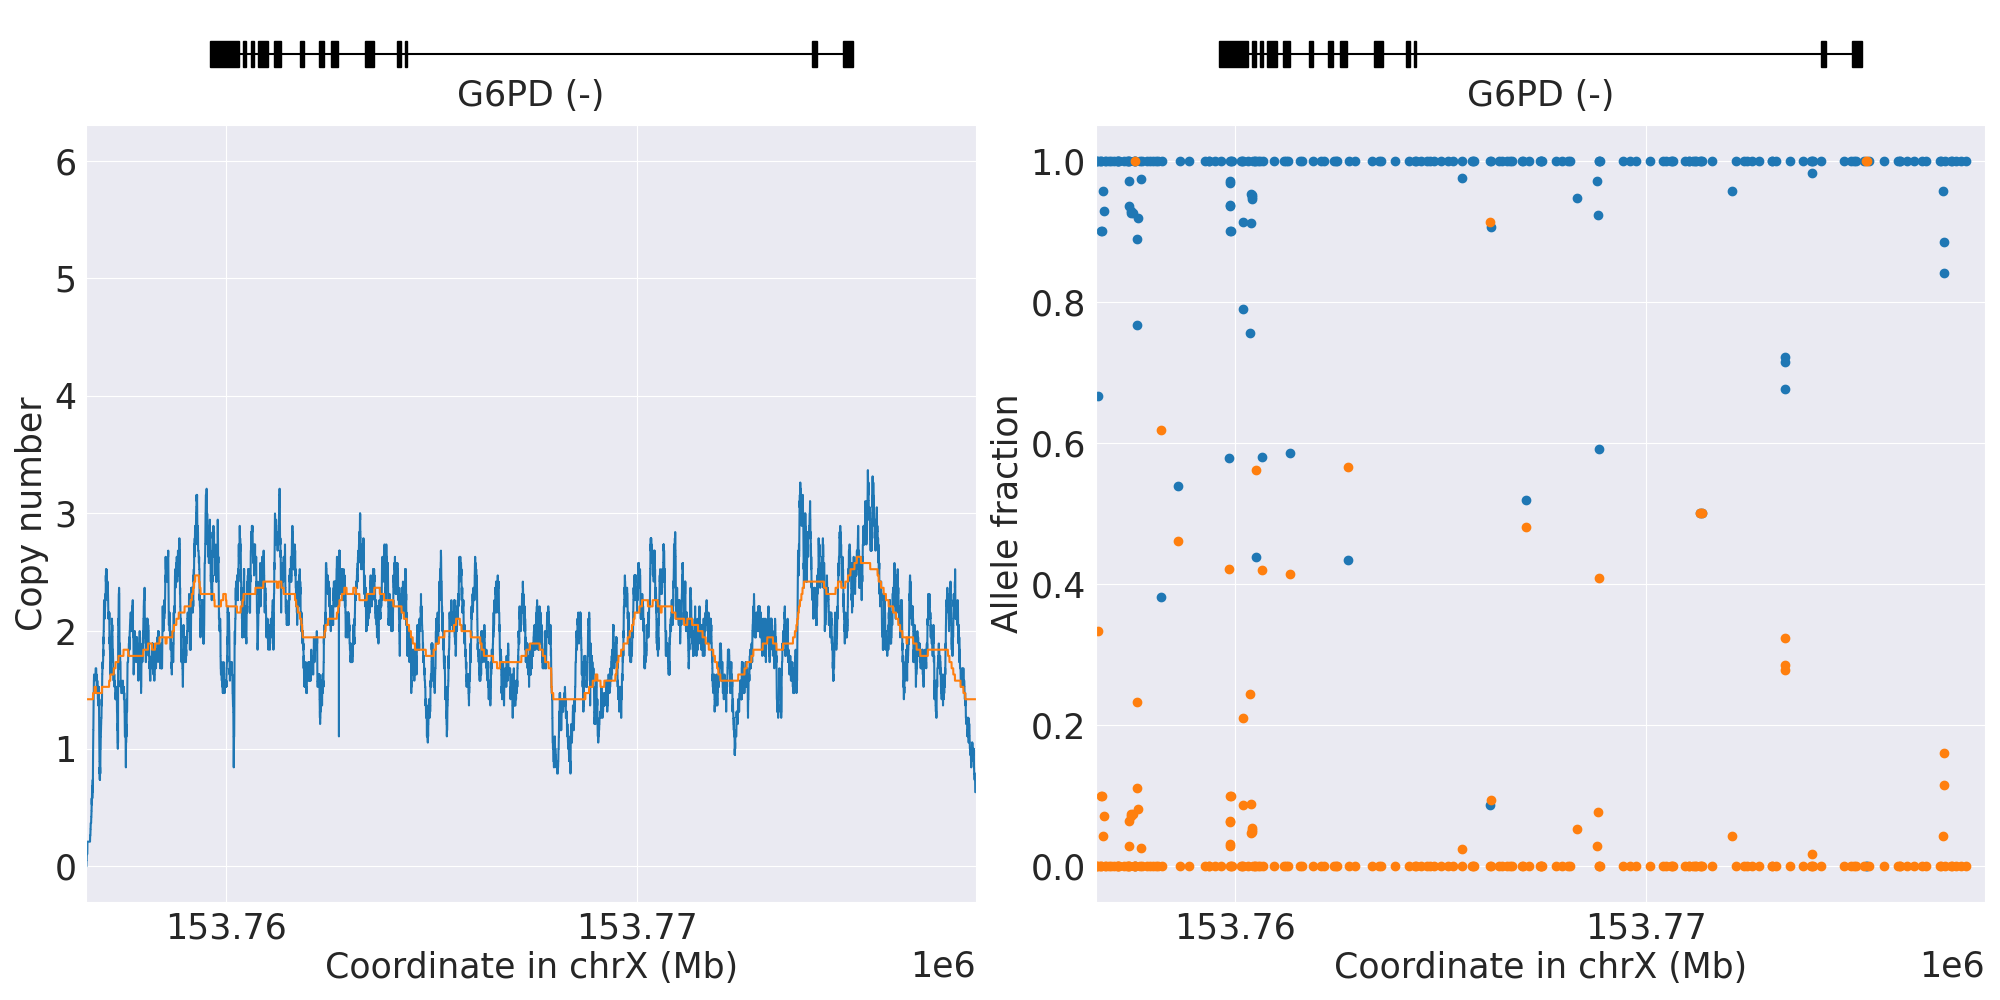 G6PD (-)
G6PD (-)
6
5
4
3
2
1
0
Copy number
153.76
153.77
Coordinate in chrX (Mb)
1e6
1.0
0.8
0.6
0.4
0.2
0.0
Allele fraction
153.76
153.77
Coordinate in chrX (Mb)
1e6